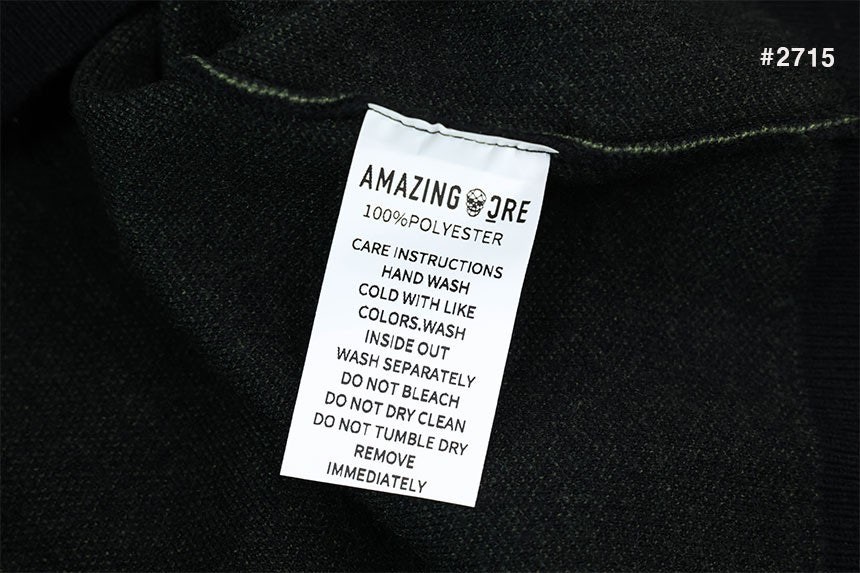 #2715
AMAZING ORE
100%POLYESTER
CARE INSTRUCTIONS
HAND WASH
COLD WITH LIKE
COLORS.WASH
INSIDE OUT
WASH SEPARATELY
DO NOT BLEACH
DO NOT DRY CLEAN
DO NOT TUMBLE DRY
REMOVE
IMMEDIATELY